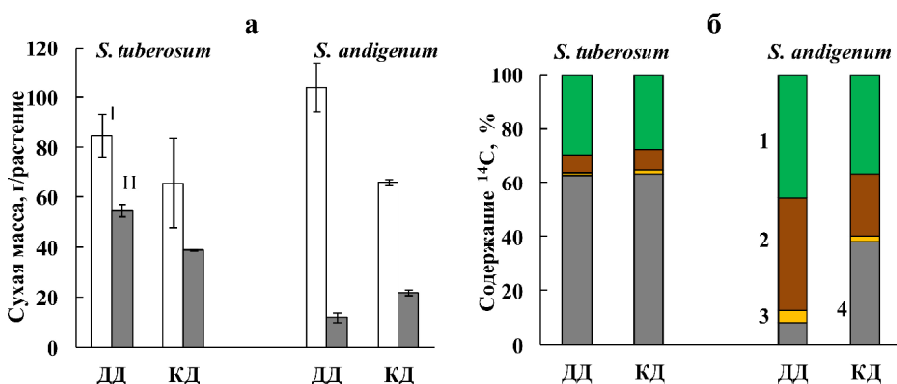 а
S. tuberosum
S. andigenum
Сухая масса, г/растение
120
100
80
60
40
20
0
I
II
ДД
КД
ДД
КД
б
S. tuberosum
S. andigenum
Содержание ¹⁴C, %
100
80
60
40
20
0
1
2
3
4
ДД
КД
ДД
КД